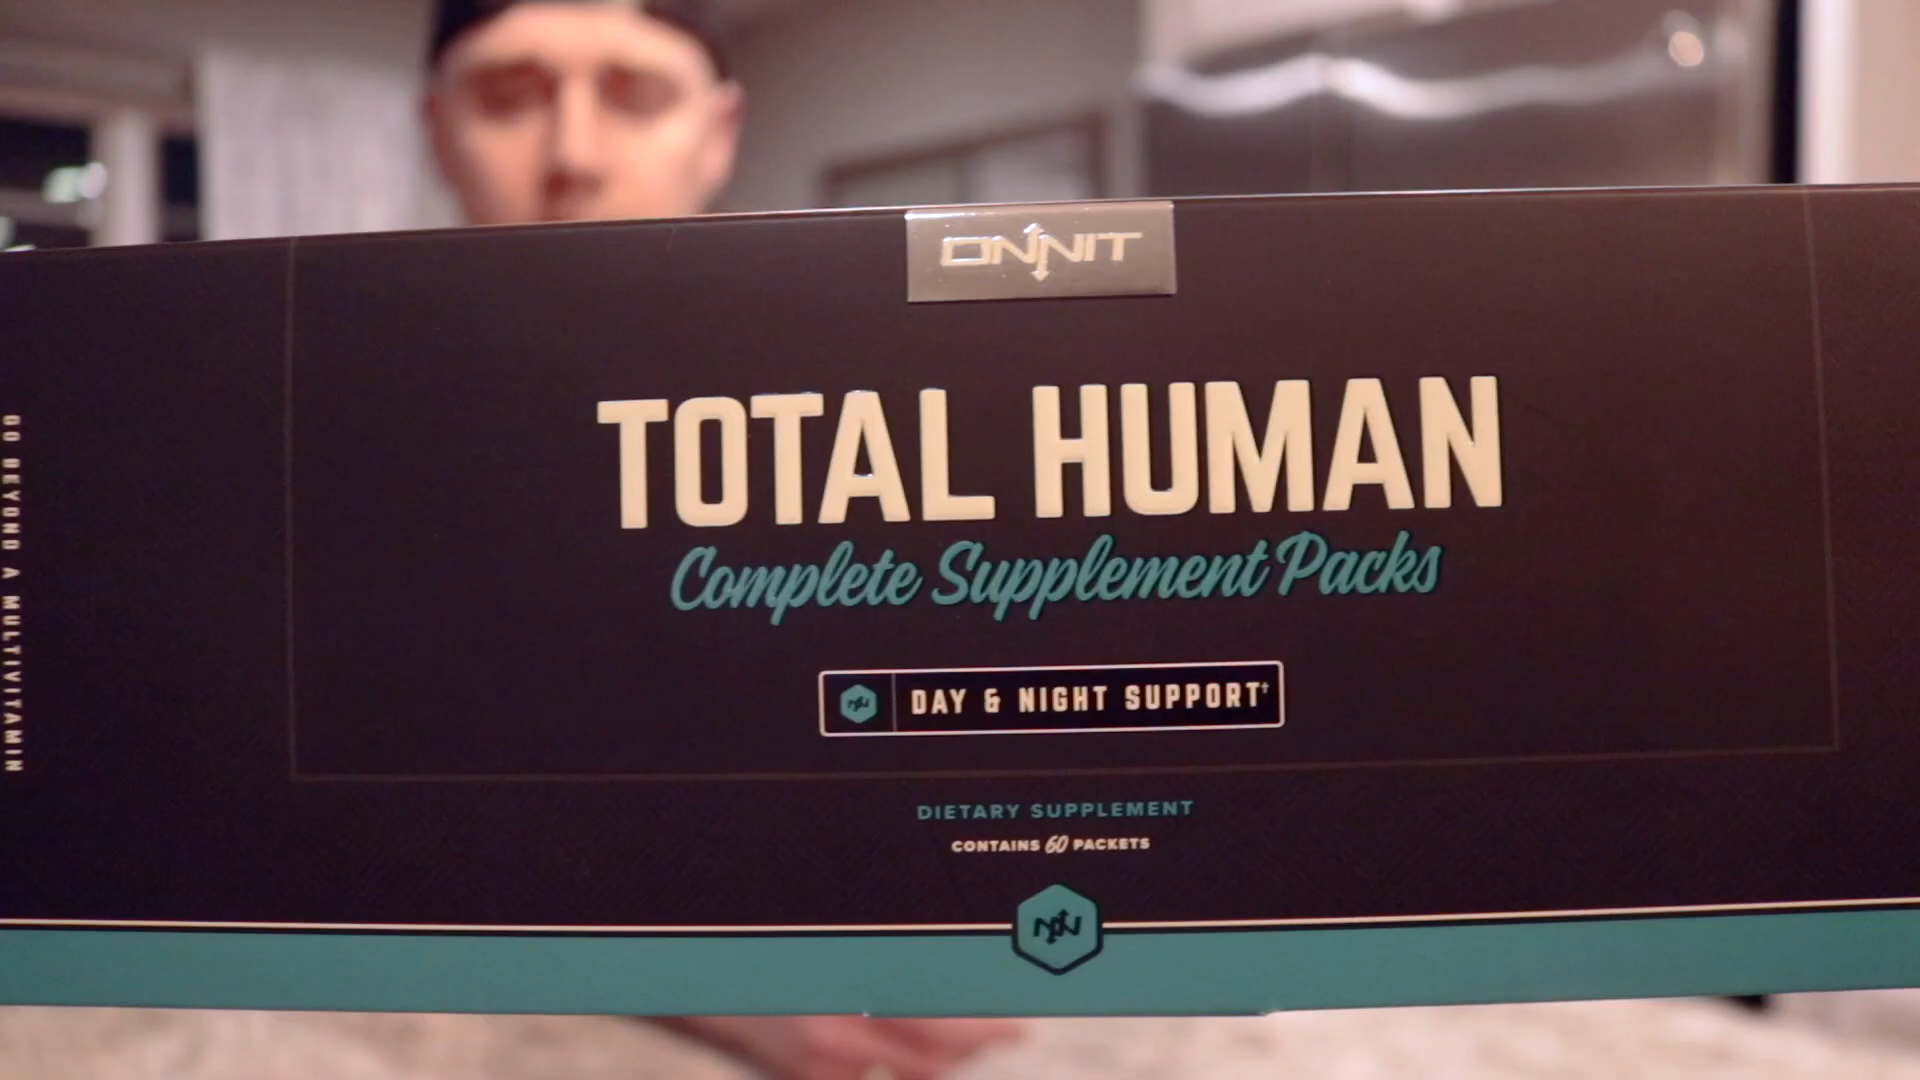 GO BEYOND A MULTIVITAMIN
ONNIT
TOTAL HUMAN
Complete Supplement Packs
DAY & NIGHT SUPPORT†
DIETARY SUPPLEMENT
CONTAINS 60 PACKETS